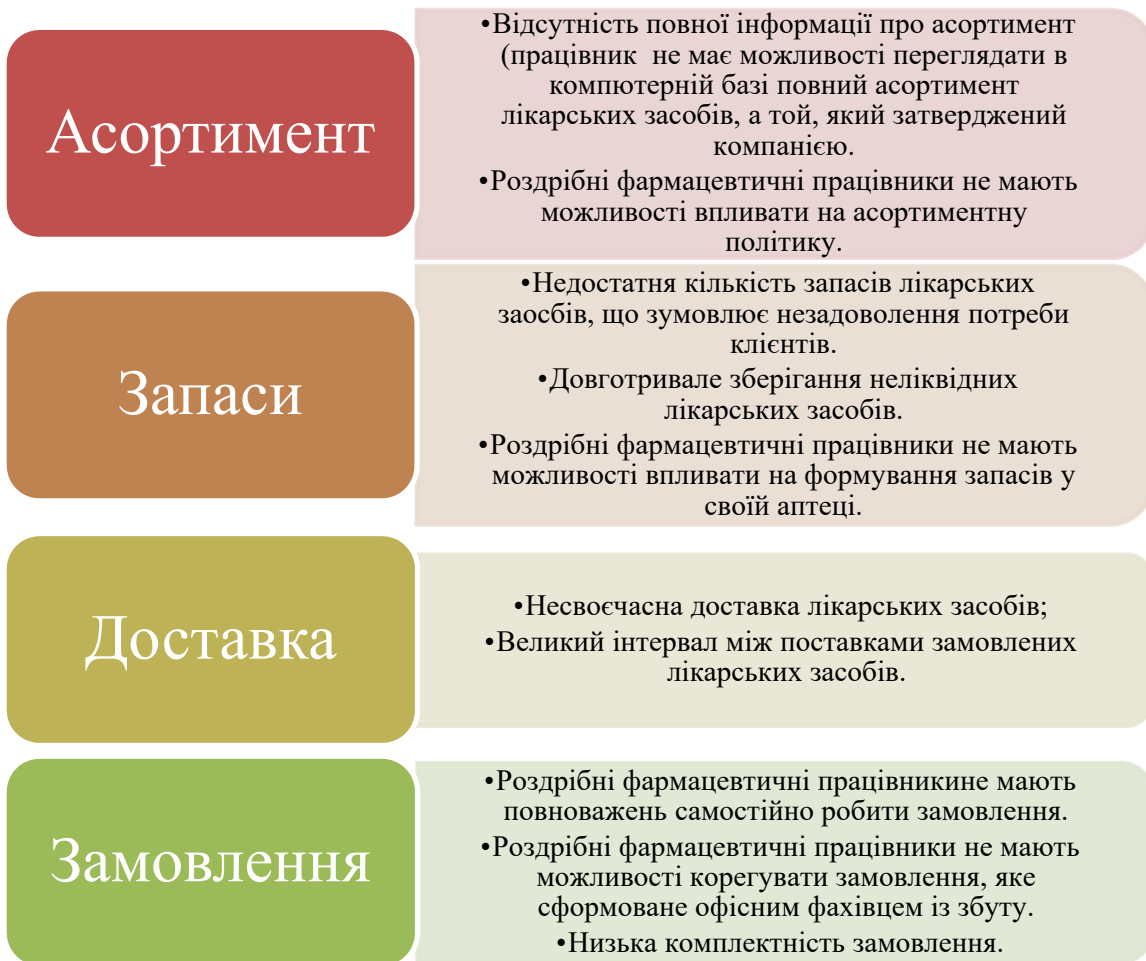 Асортимент
•Відсутність повної інформації про асортимент
(працівник не має можливості переглядати в
компютерній базі повний асортимент
лікарських засобів, а той, який затверджений
компанією.
•Роздрібні фармацевтичні працівники не мають
можливості впливати на асортиментну
політику.
Запаси
•Недостатня кількість запасів лікарських
заосбів, що зумовлює незадоволення потреби
клієнтів.
•Довготривале зберігання неліквідних
лікарських засобів.
•Роздрібні фармацевтичні працівники не мають
можливості впливати на формування запасів у
своїй аптеці.
Доставка
•Несвоєчасна доставка лікарських засобів;
•Великий інтервал між поставками замовлених
лікарських засобів.
Замовлення
•Роздрібні фармацевтичні працівникине мають
повноважень самостійно робити замовлення.
•Роздрібні фармацевтичні працівники не мають
можливості корегувати замовлення, яке
сформоване офісним фахівцем із збуту.
•Низька комплектність замовлення.